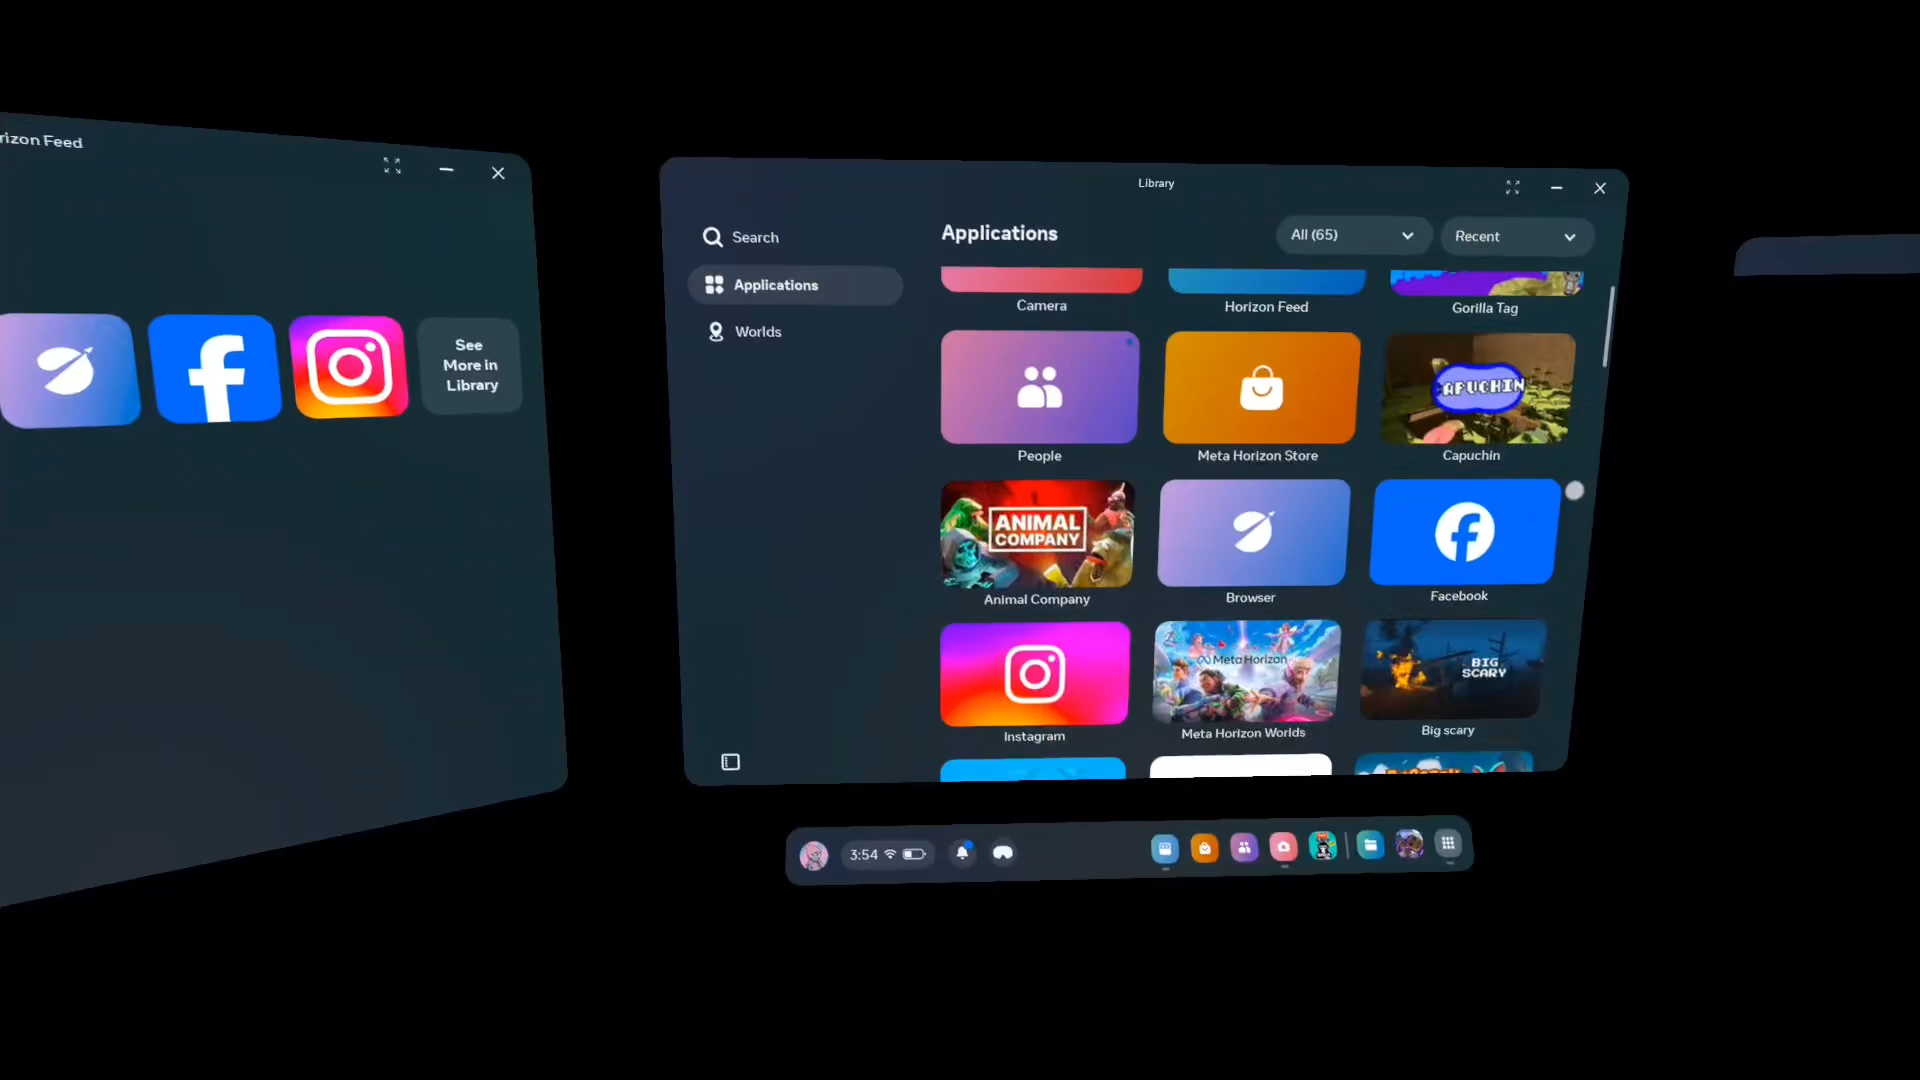 rizon Feed
See
More in
Library
Library
Search
Applications
Worlds
Applications
All (65)
Recent
Camera
Horizon Feed
Gorilla Tag
People
Meta Horizon Store
APUCHIN
Capuchin
ANIMAL
COMPANY
Animal Company
Browser
Facebook
Instagram
Meta Horizon
Meta Horizon Worlds
BIG
SCARY
Big scary
3:54